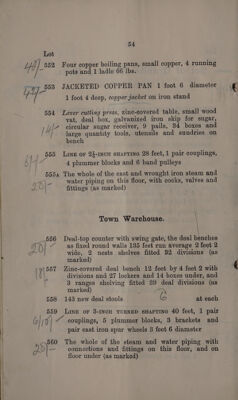 54
Lot
552 Four copper boiling pans, small copper, 4 running
pots and 1 ladle 66 lbs.
553 JACKETED COPPER PAN 1 foot 6 diameter
1 foot 4 deep, copper jacket on iron stand
554 Lever cutting press, zinc-covered table, small wood
vat, deal box, galvanized iron skip for sugar,
circular sugar receiver, 9 pails, 34 boxes and
large quantity tools, utensils and sundries on
bench
555 LINE OF 2½-INCH SHAFTING 28 feet, 1 pair couplings,
4 plummer blocks and 6 band pulleys
555A The whole of the east and wrought iron steam and
water piping on this floor, with cocks, valves and
fittings (as marked)
Town Warehouse.
556 Deal-top counter with swing gate, the deal benches
as fixed round walls 135 feet run average 2 feet 2
wide, 2 nests shelves fitted 32 divisions (as
marked)
557 Zinc-covered deal bench 12 feet by 4 feet 2 with
divisions and 27 lockers and 14 boxes under, and
3 ranges shelving fitted 29 deal divisions (as
marked)
558 143 new deal stools 6 at each
559 LINE OF 3-INCH TURNED SHAFTING 40 feet, 1 pair
couplings, 5 plummer blocks, 3 brackets and
pair cast iron spur wheels 3 feet 6 diameter
560 The whole of the steam and water piping with
connections and fittings on this floor, and on
floor under (as marked)